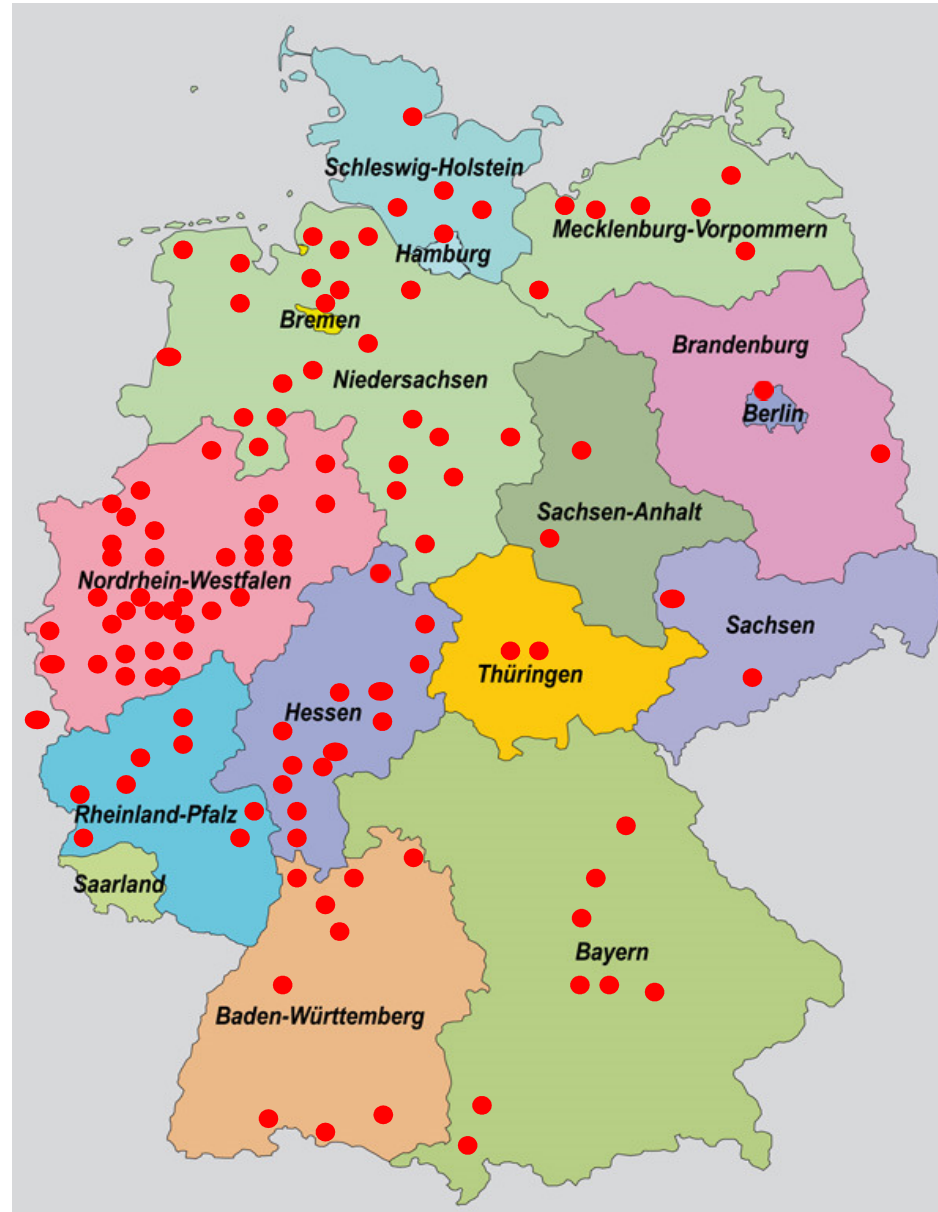 Schleswig-Holstein
Mecklenburg-Vorpommern
Hamburg
Bremen
Brandenburg
Niedersachsen
Berlin
Sachsen-Anhalt
Nordrhein-Westfalen
Sachsen
Thüringen
Hessen
Rheinland-Pfalz
Saarland
Bayern
Baden-Württemberg